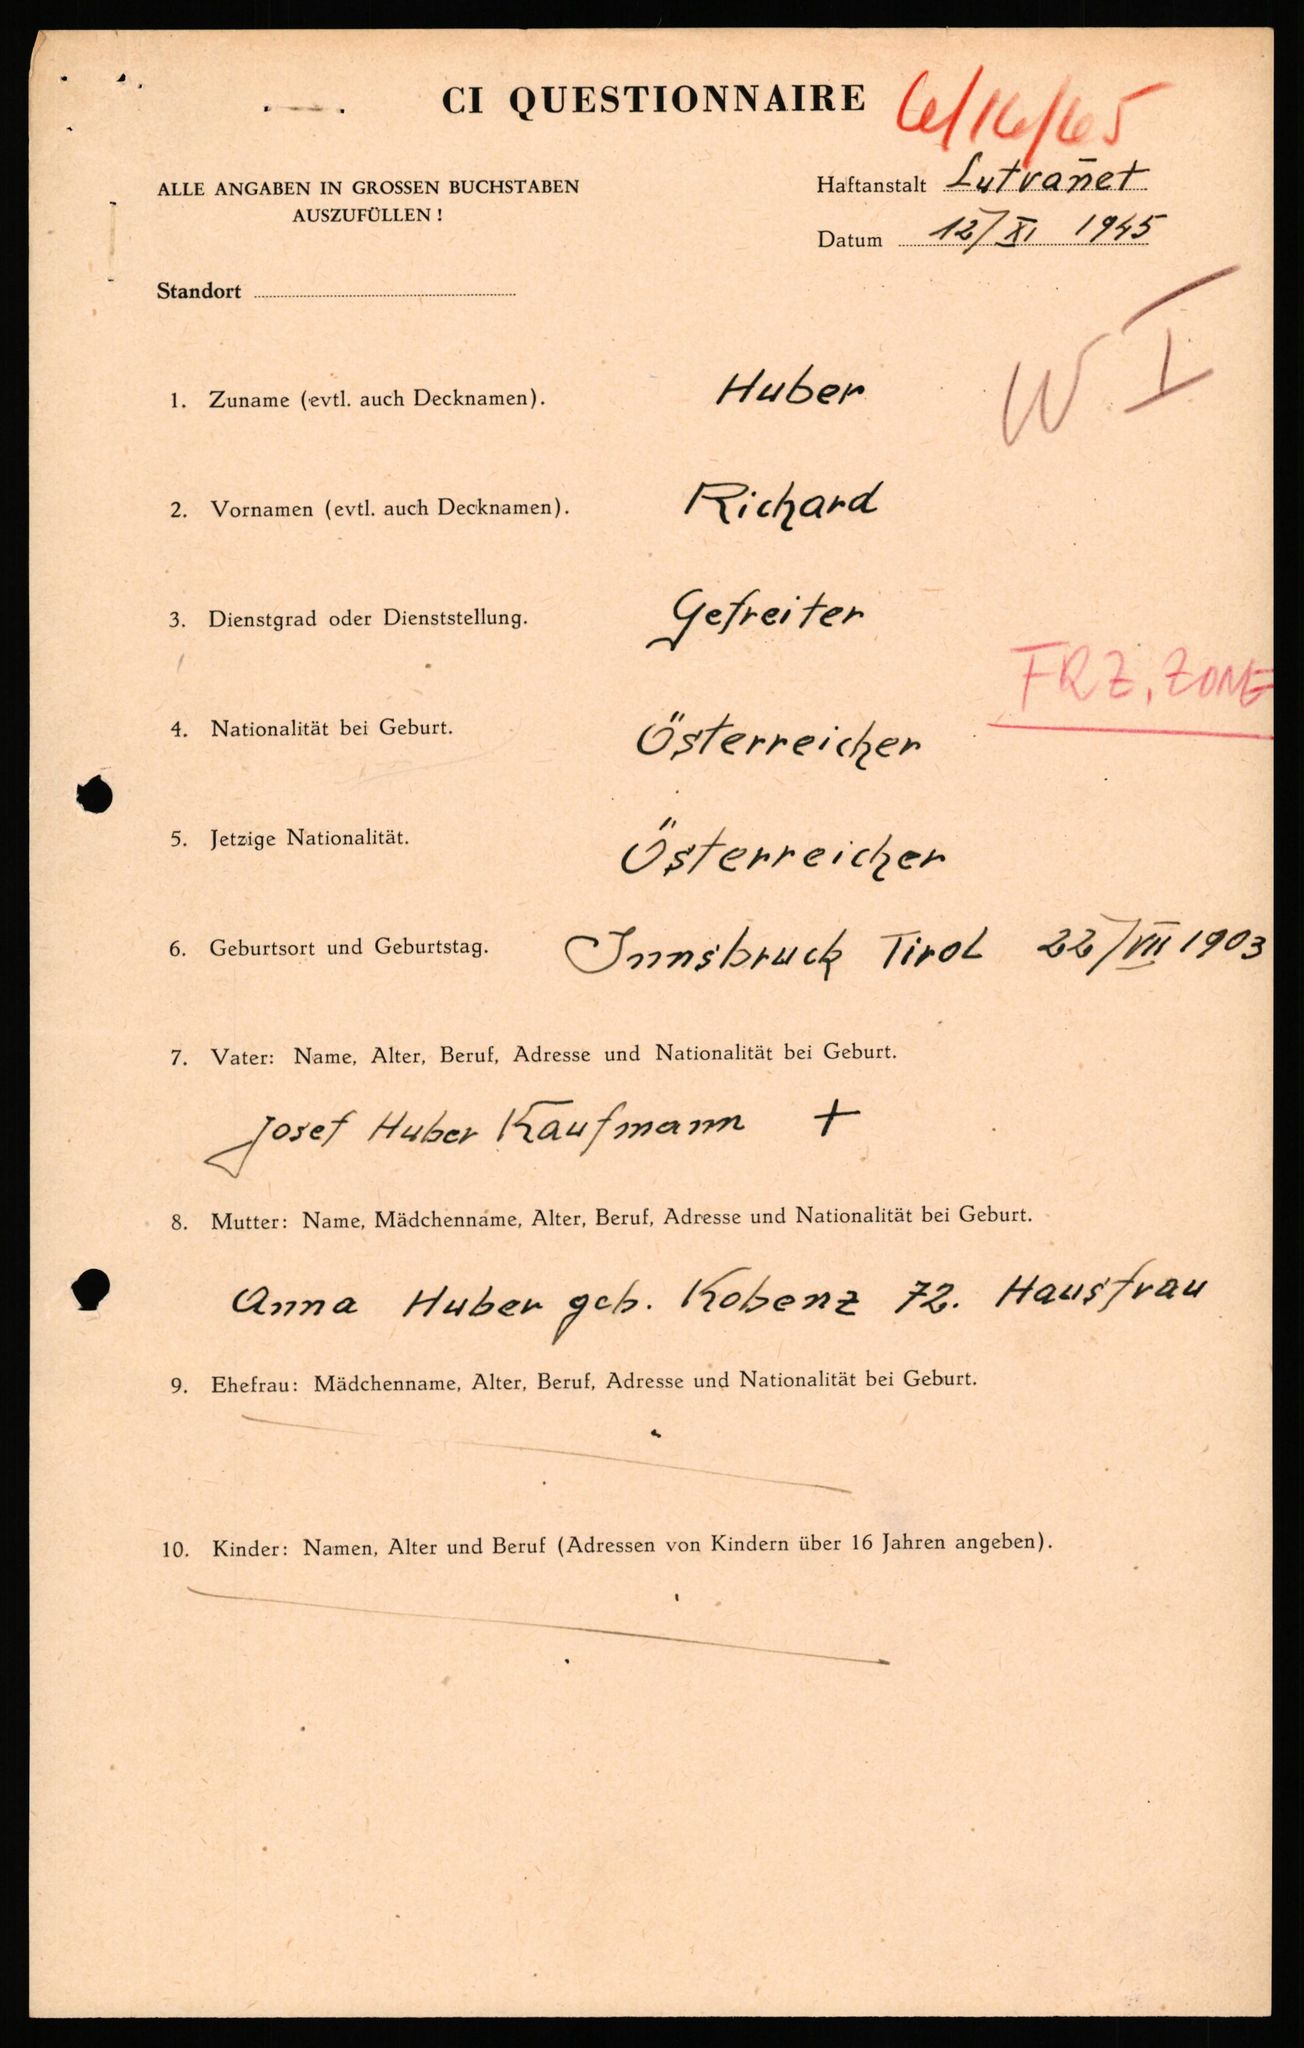 CI QUESTIONNAIRE 6/16/65
ALLE ANGABEN IN GROSSEN BUCHSTABEN
AUSZUFÜLLEN !
Haftanstalt Lutvañet
Datum 12/XI 1945
Standort
W I
1. Zuname (evtl. auch Decknamen). Huber
2. Vornamen (evtl. auch Decknamen). Richard
3. Dienstgrad oder Dienststellung. Gefreiter
FRZ. ZONE
4. Nationalität bei Geburt. Österreicher
5. Jetzige Nationalität. Österreicher
6. Geburtsort und Geburtstag. Innsbruck Tirol 22/VII 1903
7. Vater: Name, Alter, Beruf, Adresse und Nationalität bei Geburt.
Josef Huber Kaufmann +
8. Mutter: Name, Mädchenname, Alter, Beruf, Adresse und Nationalität bei Geburt.
Anna Huber geb. Kobenz 72. Hausfrau
9. Ehefrau: Mädchenname, Alter, Beruf, Adresse und Nationalität bei Geburt.
10. Kinder: Namen, Alter und Beruf (Adressen von Kindern über 16 Jahren angeben).